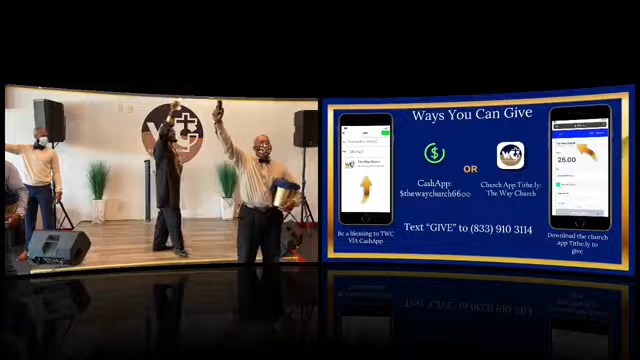 Ways You Can Give
25.00
CashApp:
$thewaychurch6600
OR
Church App Tithe.ly:
The Way Church
Text "GIVE" to (833) 910 3114
Be a blessing to TWC
VIA CashApp
Download the church
app Tithe.ly to
give